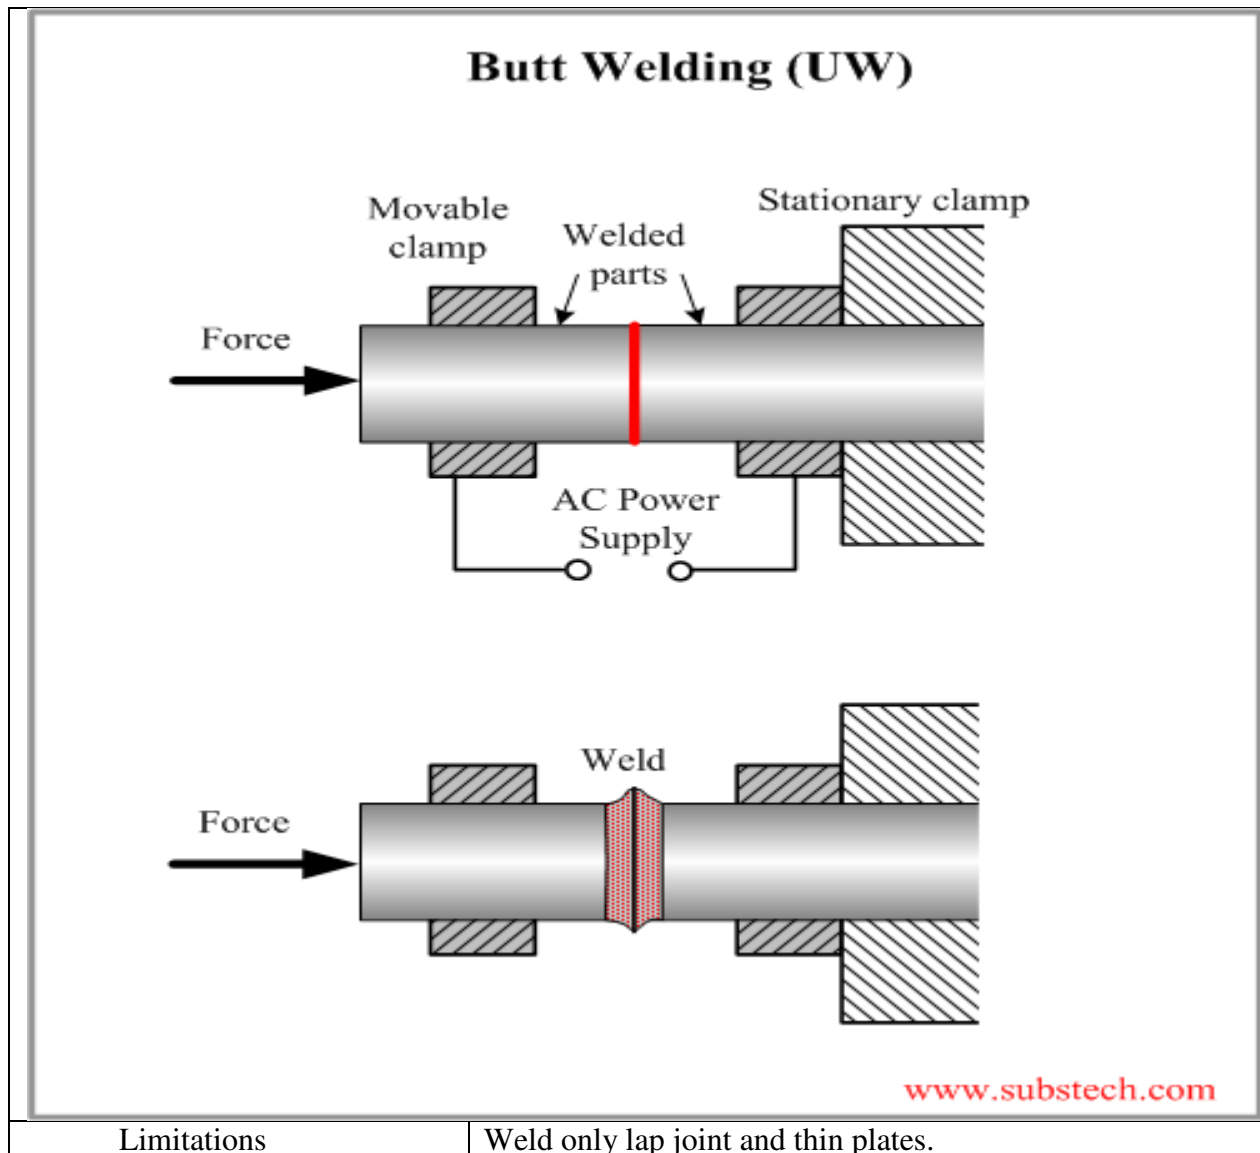 Butt Welding (UW)
Movable
clamp
Welded
parts
Stationary clamp
Force
AC Power
Supply
Weld
Force
www.substech.com
Limitations
Weld only lap joint and thin plates.